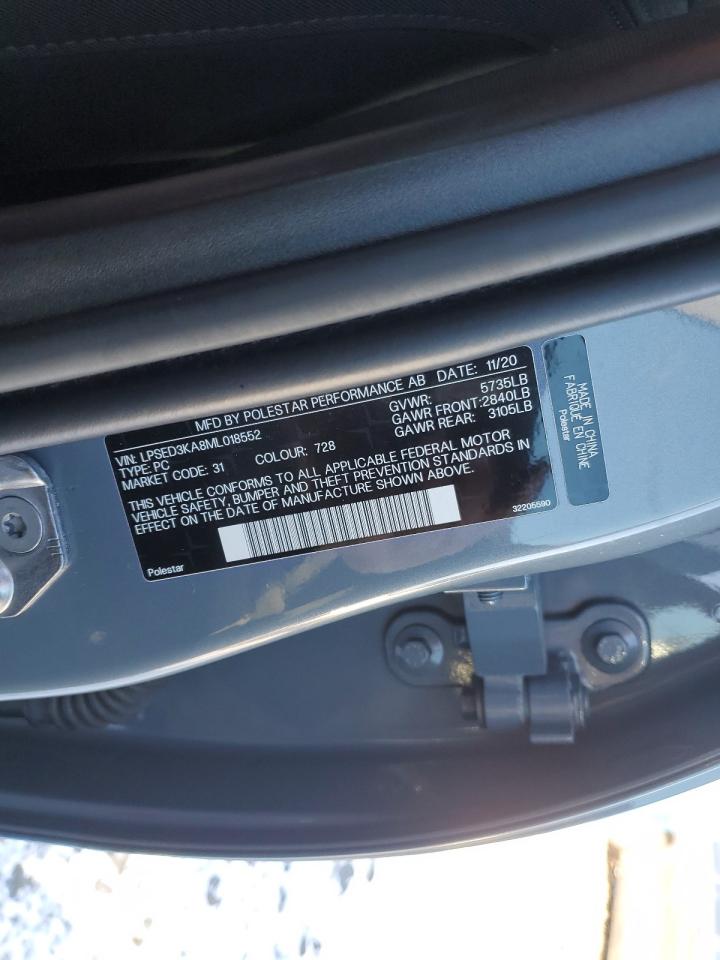 MFD BY POLESTAR PERFORMANCE AB DATE: 11/20
VIN: LPSED3KA8ML018552
TYPE: PC
MARKET CODE: 31 COLOUR: 728
GVWR: 5735LB
GAWR FRONT: 2840LB
GAWR REAR: 3105LB
THIS VEHICLE CONFORMS TO ALL APPLICABLE FEDERAL MOTOR
VEHICLE SAFETY, BUMPER AND THEFT PREVENTION STANDARDS IN
EFFECT ON THE DATE OF MANUFACTURE SHOWN ABOVE.
32205590
Polestar
MADE IN CHINA
FABRIQUÉ EN CHINE
Polestar